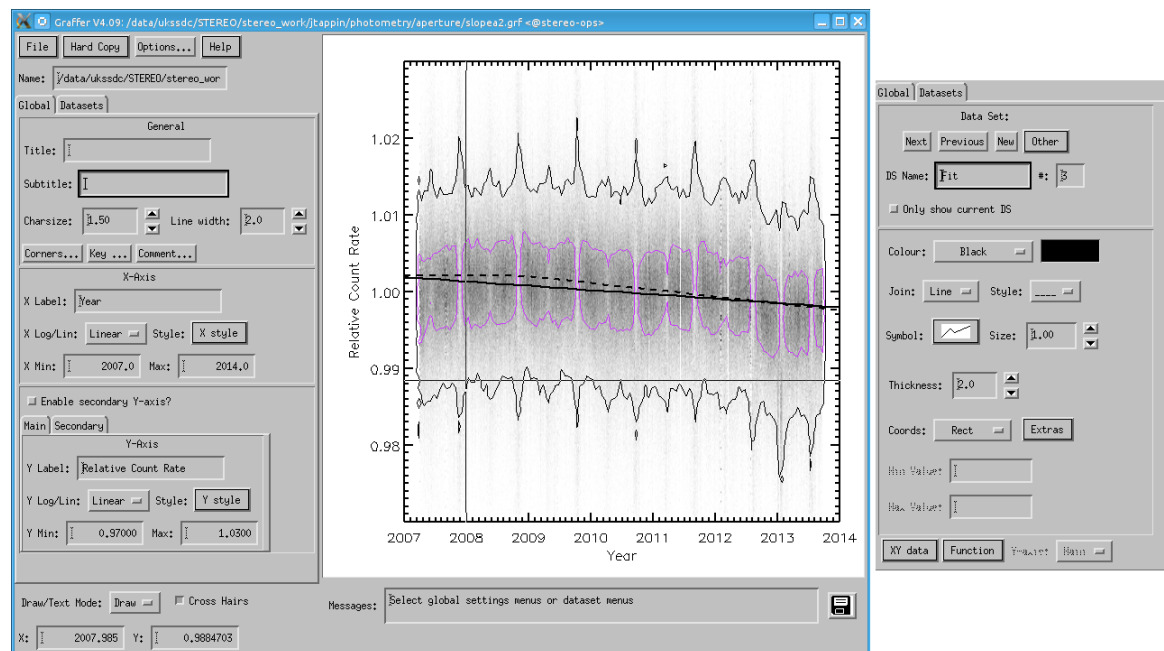 Graffer V4.09: /data/ukssdc/STEREO/stereo_work/jtappin/photometry/aperture/slopea2.grf <@stereo-ops>
File Hard Copy Options... Help
Name: /data/ukssdc/STEREO/stereo_wor
Global Datasets
General
Title:
Subtitle:
Charsize: 1.50 Line width: 2.0
Corners... Key ... Comment...
X-Axis
X Label: Year
X Log/Lin: Linear Style: X style
X Min: 2007.0 Max: 2014.0
Enable secondary Y-axis?
Main Secondary
Y-Axis
Y Label: Relative Count Rate
Y Log/Lin: Linear Style: Y style
Y Min: 0.97000 Max: 1.0300
Draw/Text Mode: Draw Cross Hairs
X: 2007.985 Y: 0.9884703
1.02
1.01
1.00
0.99
0.98
Relative Count Rate
2007 2008 2009 2010 2011 2012 2013 2014
Year
Messages: Select global settings menus or dataset menus
Global Datasets
Data Set:
Next Previous New Other
DS Name: Fit #: 3
Only show current DS
Colour: Black
Join: Line Style: ____
Symbol: Size: 1.00
Thickness: 2.0
Coords: Rect Extras
Min Value:
Max Value:
XY data Function Y-axis: Main